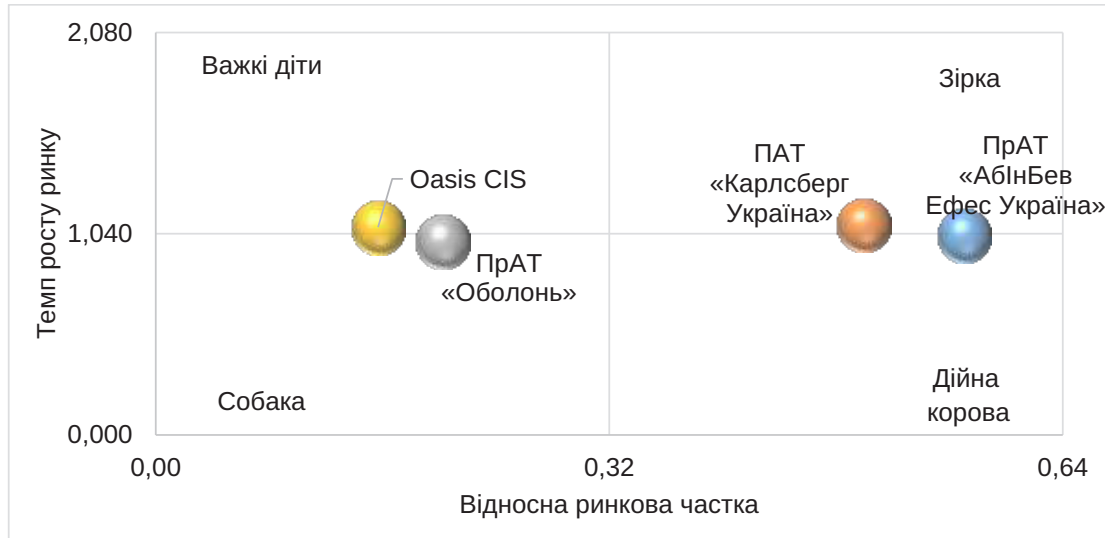 2,080
Важкі діти
Зірка
ПАТ
«Карлсберг
Україна»
ПрАТ
«АбІнБев
Ефес Україна»
Oasis CIS
1,040
ПрАТ
«Оболонь»
Темп росту ринку
Собака
Дійна
корова
0,000
0,00
0,32
0,64
Відносна ринкова частка